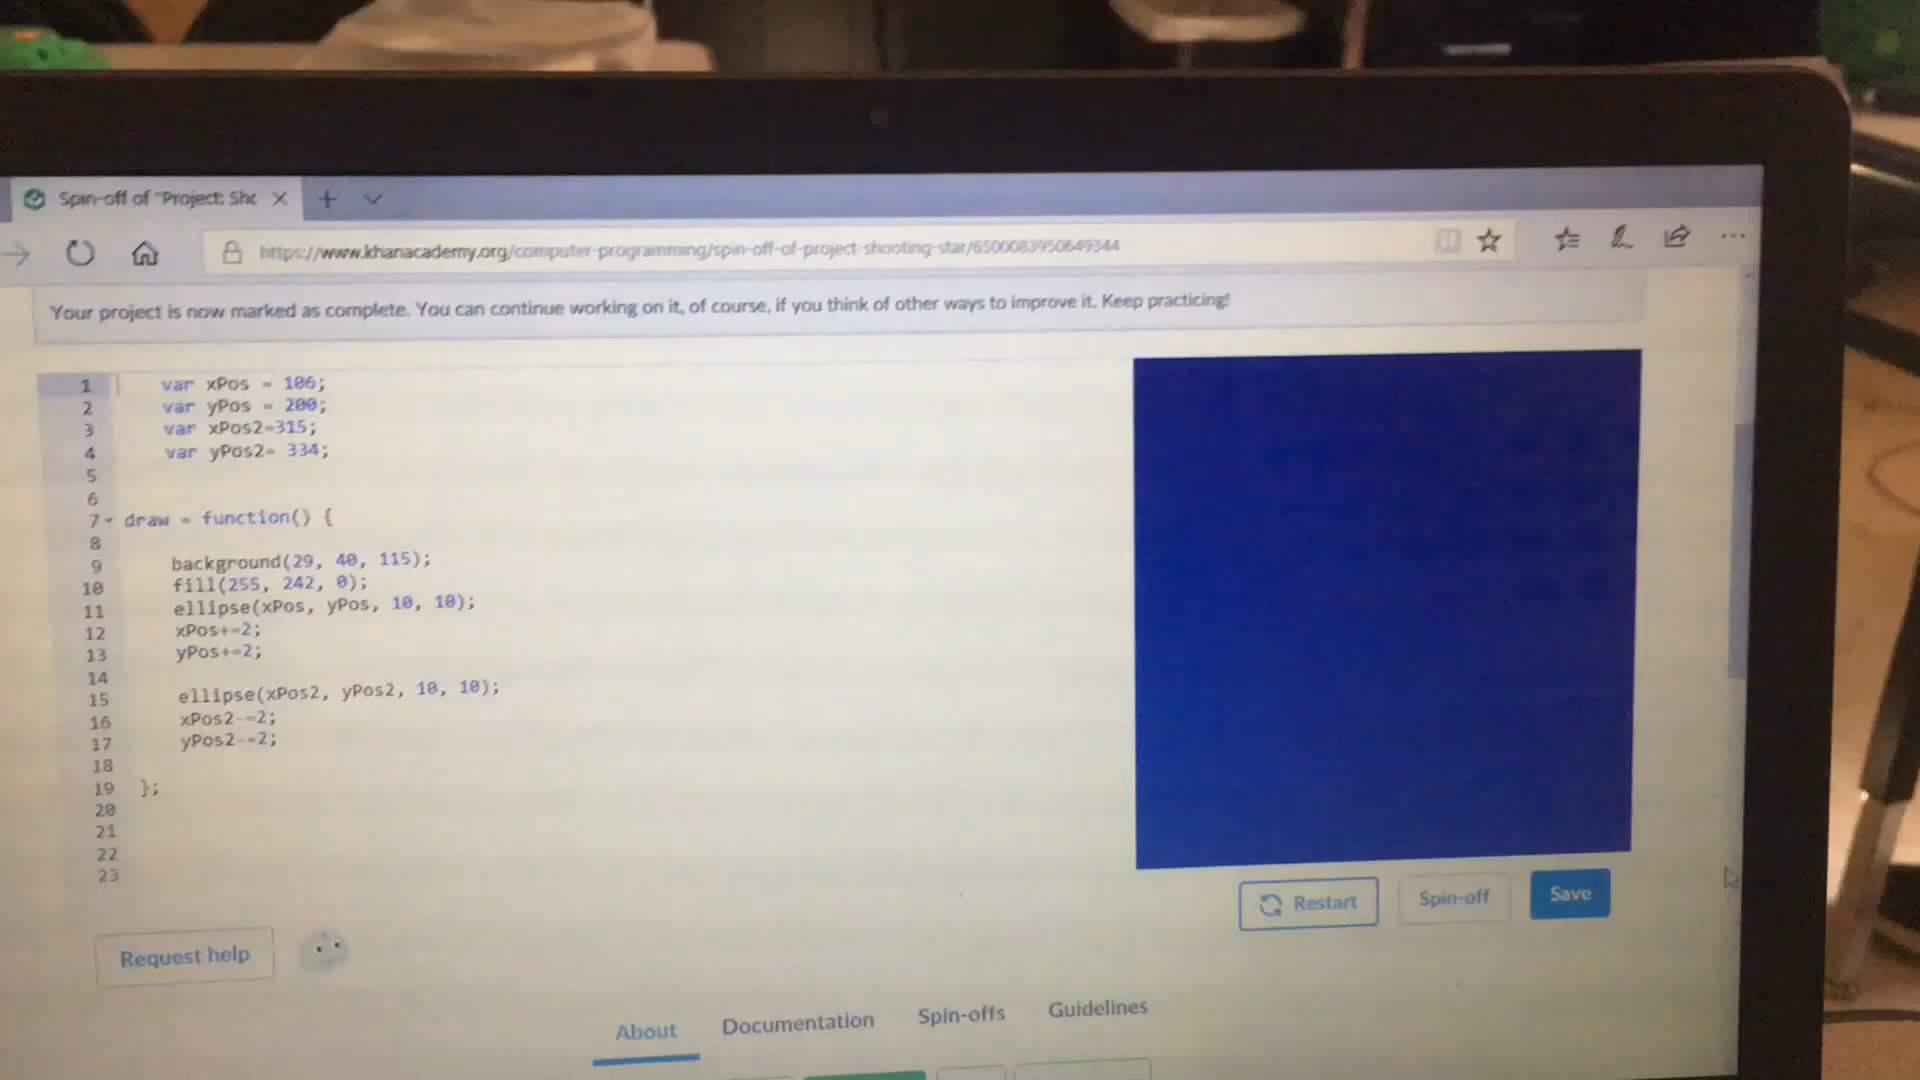 Spin-off of "Project: Sho
https://www.khanacademy.org/computer-programming/spin-off-of-project-shooting-star/6500083950649344
Your project is now marked as complete. You can continue working on it, of course, if you think of other ways to improve it. Keep practicing!
1 var xPos = 106;
2 var yPos = 200;
3 var xPos2=315;
4 var yPos2= 334;
5
6
7 draw = function() {
8
9 background(29, 40, 115);
10 fill(255, 242, 0);
11 ellipse(xPos, yPos, 10, 10);
12 xPos+=2;
13 yPos+=2;
14
15 ellipse(xPos2, yPos2, 10, 10);
16 xPos2-=2;
17 yPos2-=2;
18
19 };
20
21
22
23
Restart Spin-off Save
Request help
About Documentation Spin-offs Guidelines